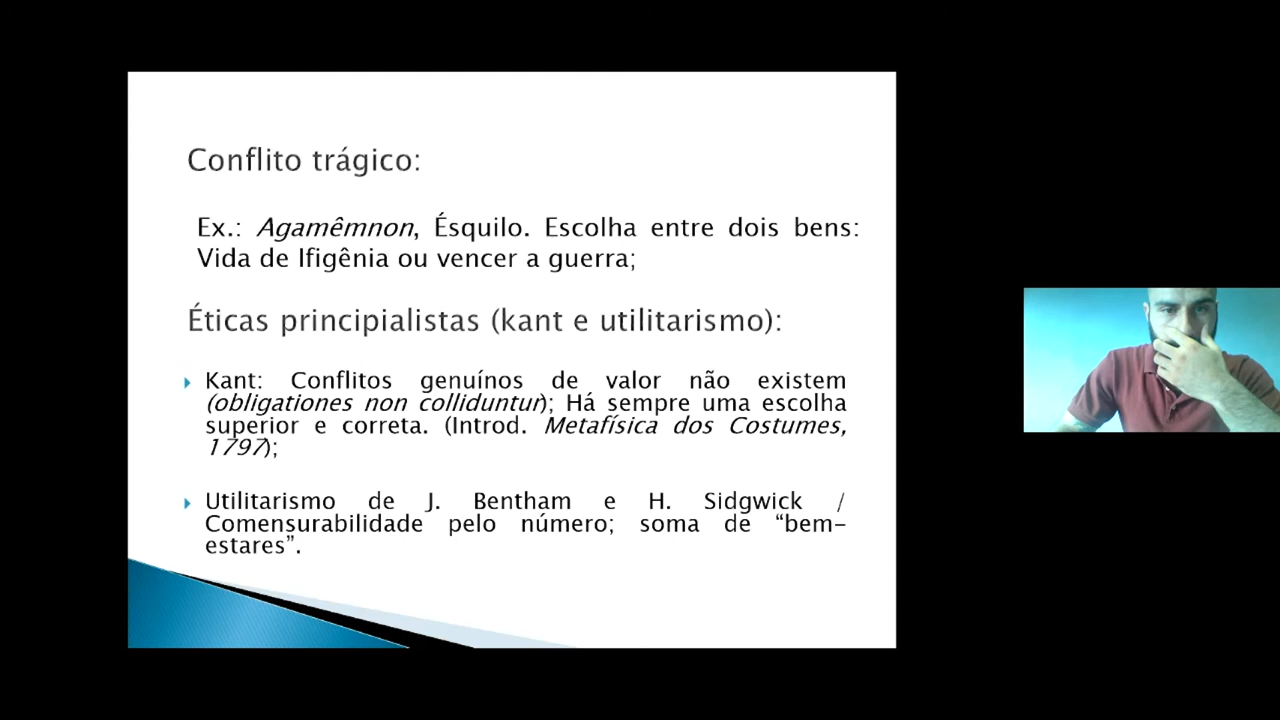 Conflito trágico:
Ex.: Agamêmnon, Ésquilo. Escolha entre dois bens:
Vida de Ifigênia ou vencer a guerra;
Éticas principialistas (kant e utilitarismo):
Kant: Conflitos genuínos de valor não existem
(obligationes non colliduntur); Há sempre uma escolha
superior e correta. (Introd. Metafísica dos Costumes,
1797);
Utilitarismo de J. Bentham e H. Sidgwick /
Comensurabilidade pelo número; soma de “bem-
estares”.